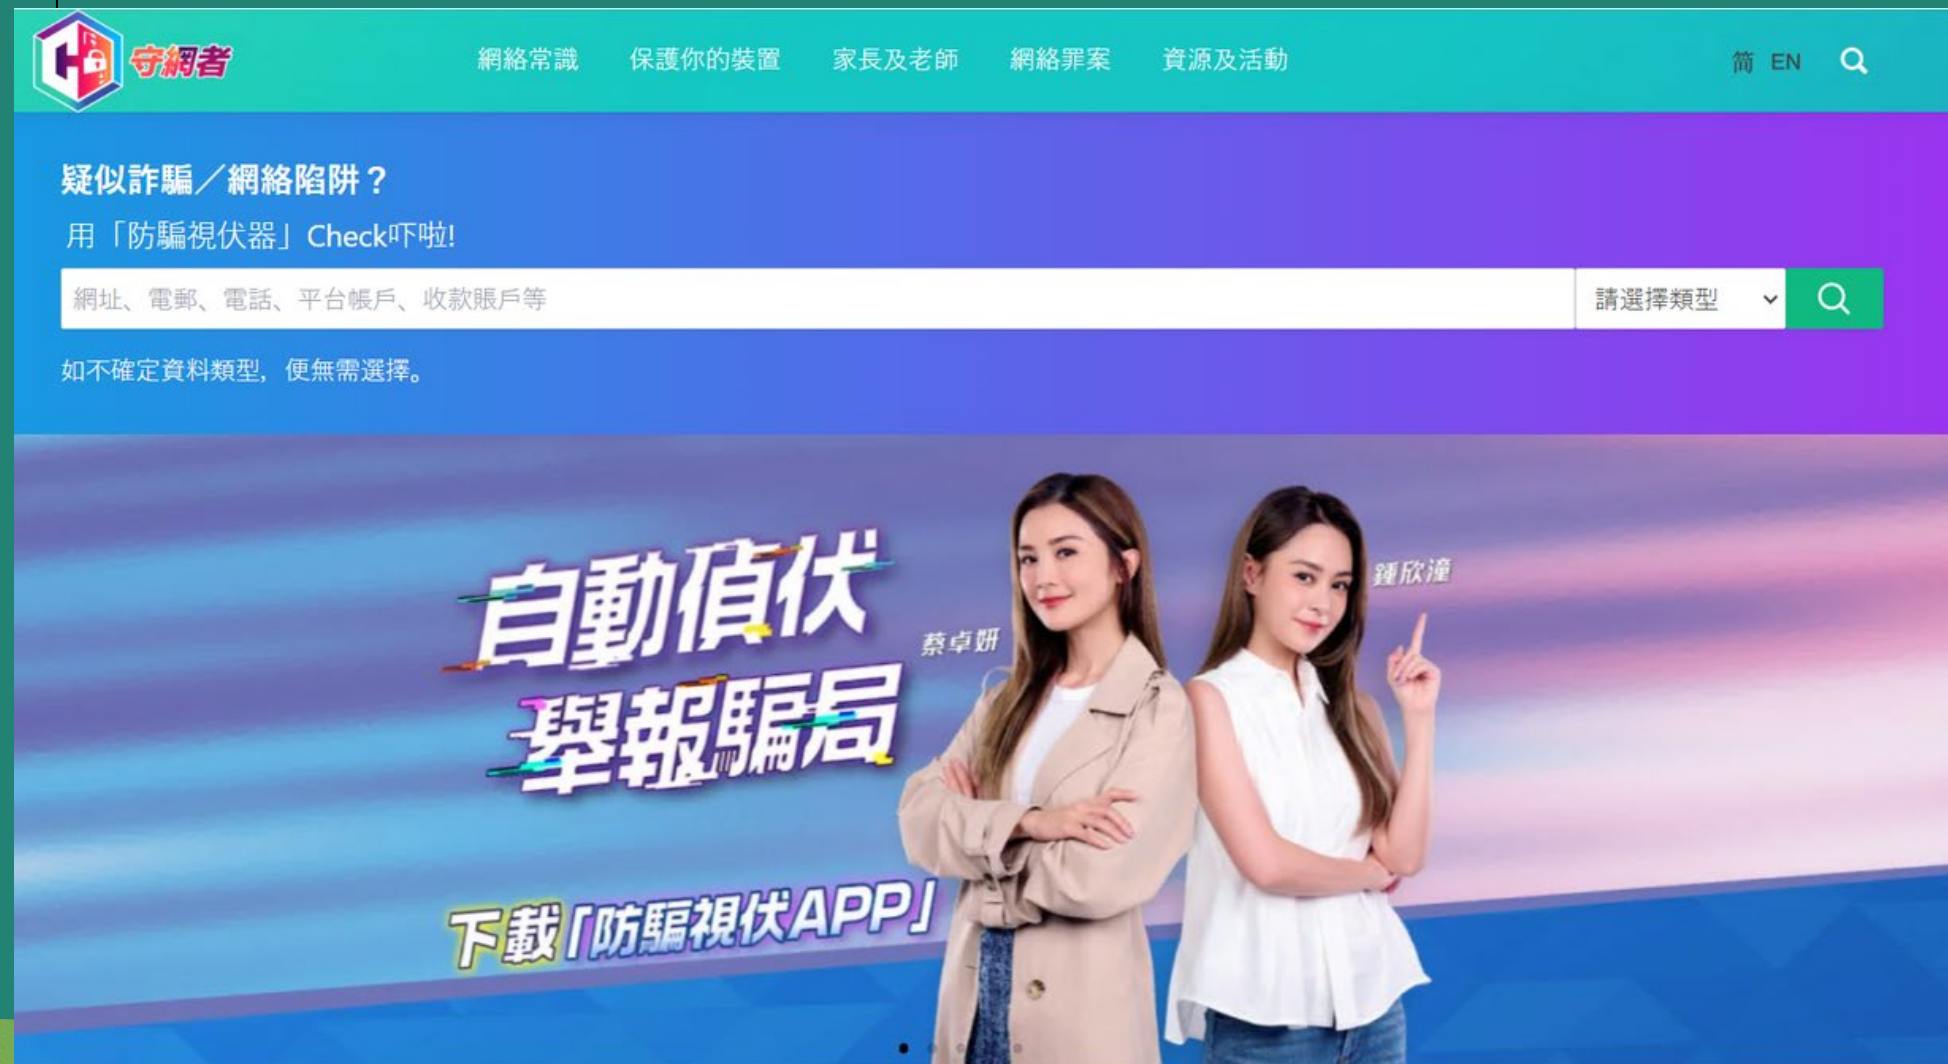 守網者
網絡常識 保護你的裝置 家長及老師 網絡罪案 資源及活動
简 EN
疑似詐騙／網絡陷阱？
用「防騙視伏器」Check吓啦!
網址、電郵、電話、平台帳戶、收款賬戶等
請選擇類型
如不確定資料類型，便無需選擇。
自動偵伏
舉報騙局
蔡卓妍
鍾欣潼
下載「防騙視伏APP」